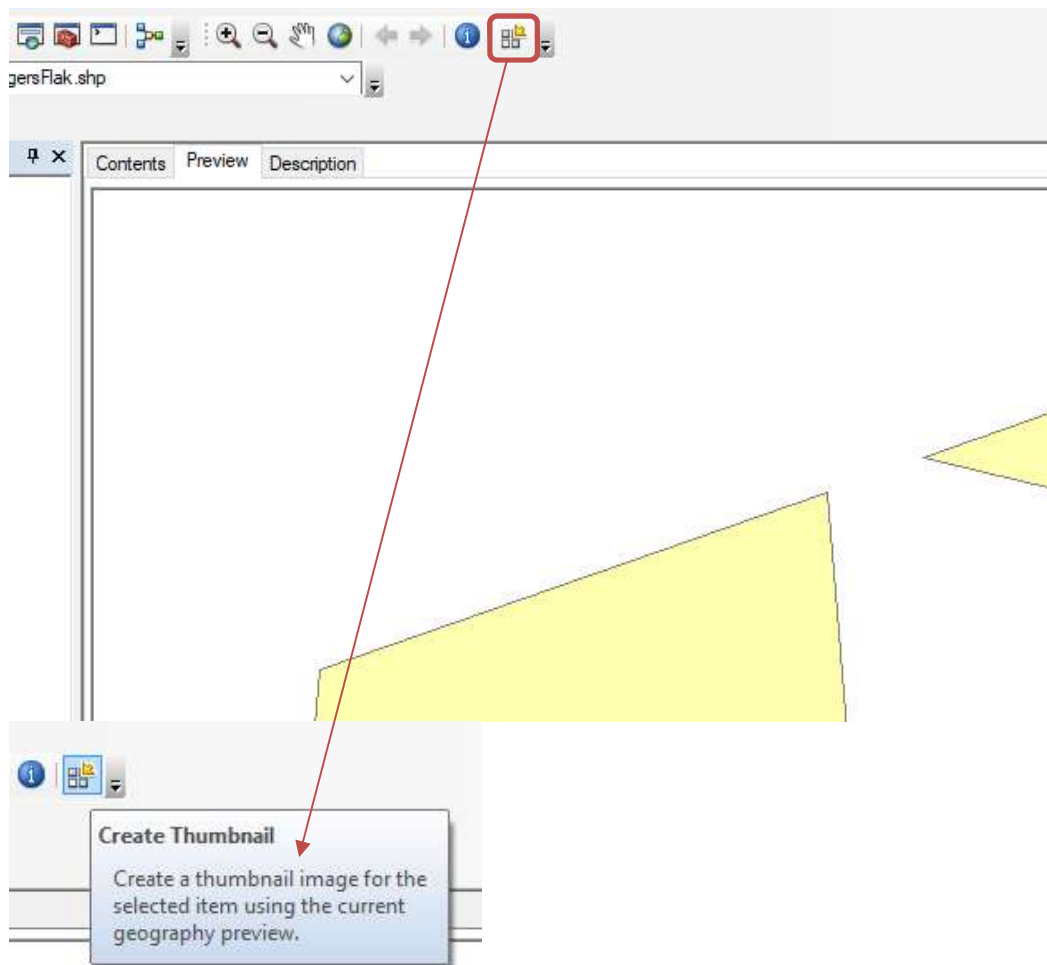 gersFlak.shp
Contents Preview Description
Create Thumbnail
Create a thumbnail image for the
selected item using the current
geography preview.